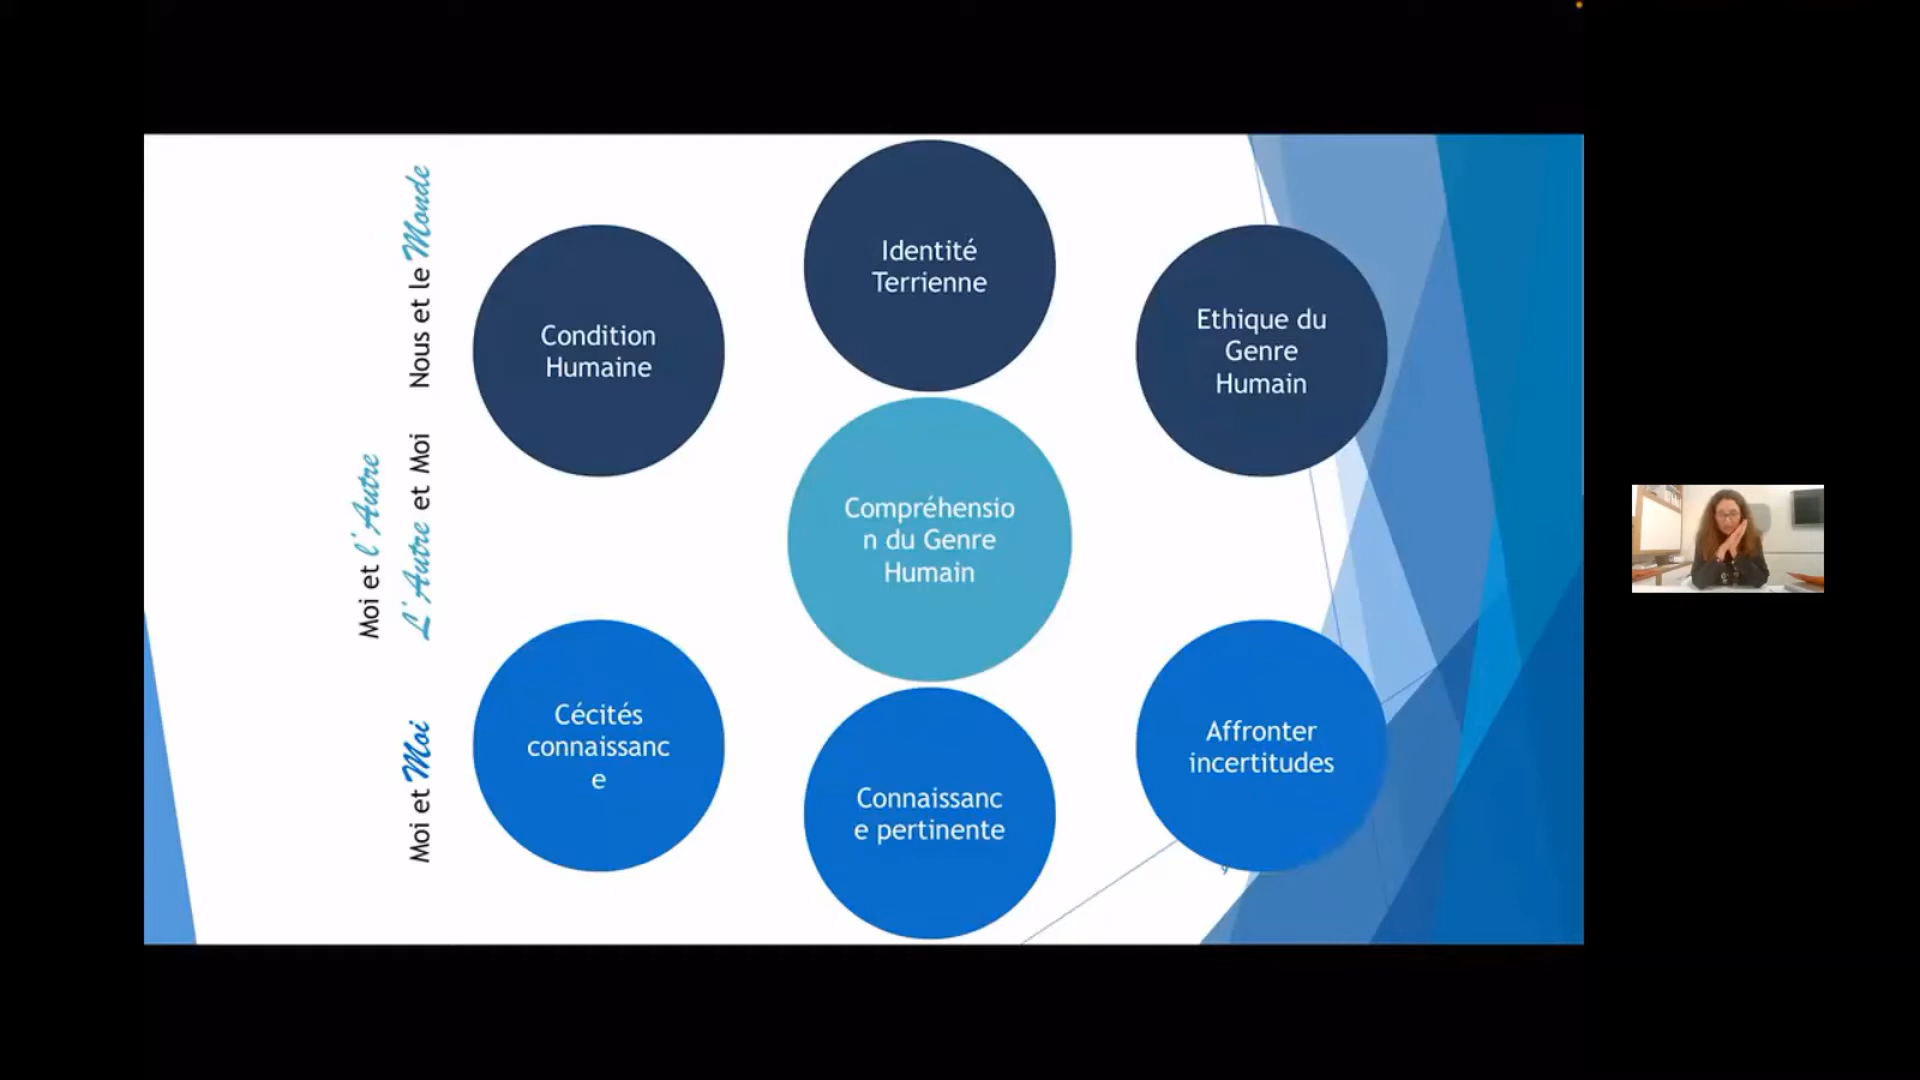 Nous et le Monde
Moi et l'Autre
L'Autre et Moi
Moi et Moi
Identité
Terrienne
Condition
Humaine
Ethique du
Genre
Humain
Compréhensio
n du Genre
Humain
Cécités
connaissanc
e
Connaissanc
e pertinente
Affronter
incertitudes